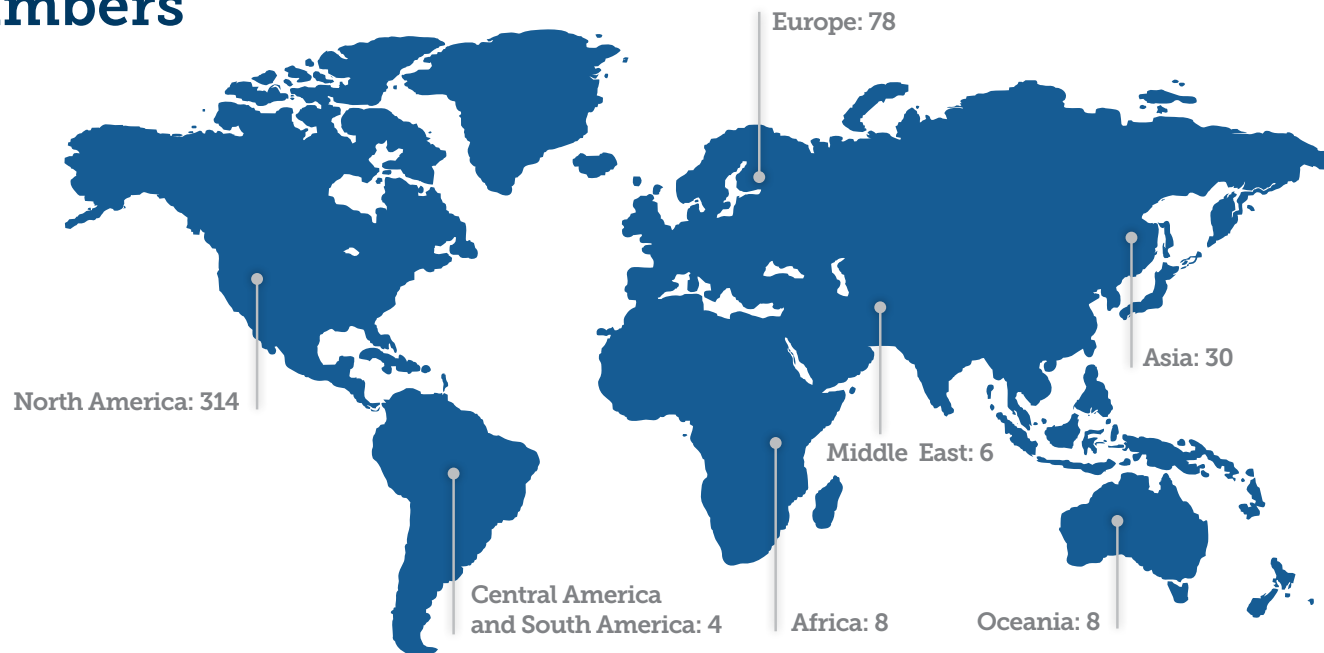 mbers
Europe: 78
Asia: 30
North America: 314
Middle East: 6
Central America
and South America: 4
Africa: 8
Oceania: 8